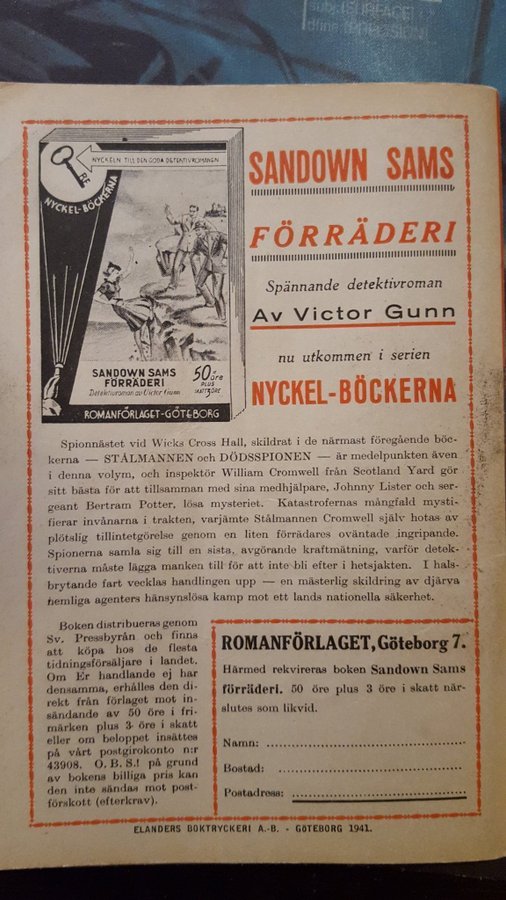 NYCKELN TILL DEN GODA DETEKTIVROMANEN
NYCKEL-BÖCKERNA
SANDOWN SAMS
FÖRRÄDERI
Detektivroman av Victor Gunn
50 öre
PLUS
SKATT 3 ÖRE
ROMANFÖRLAGET-GÖTEBORG
SANDOWN SAMS
FÖRRÄDERI
Spännande detektivroman
Av Victor Gunn
nu utkommen i serien
NYCKEL-BÖCKERNA
Spionnästet vid Wicks Cross Hall, skildrat i de närmast föregående böc-
kerna — STÅLMANNEN och DÖDSSPIONEN — är medelpunkten även
i denna volym, och inspektör William Cromwell från Scotland Yard gör
sitt bästa för att tillsammans med sina medhjälpare, Johnny Lister och ser-
geant Bertram Potter, lösa mysteriet. Katastrofernas mångfald mysti-
fierar invånarna i trakten, varjämte Stålmannen Cromwell själv hotas av
plötslig tillintetgörelse genom en liten förrädares oväntade ingripande.
Spionerna samla sig till en sista, avgörande kraftmätning, varför detek-
tiverna måste lägga manken till för att inte bli efter i hetsjakten. I hals-
brytande fart vecklas handlingen upp — en mästerlig skildring av djärva
hemliga agenters hänsynslösa kamp mot ett lands nationella säkerhet.
Boken distribueras genom
Sv. Pressbyrån och finns
att köpa hos de flesta
tidningsförsäljare i landet.
Om Er handlande ej har
densamma, erhålles den di-
rekt från förlaget mot in-
sändande av 50 öre i fri-
märken plus 3 öre i skatt
eller om beloppet insättes
på vårt postgirokonto n:r
43908. O. B. S.! på grund
av bokens billiga pris kan
den inte sändas mot post-
förskott (efterkrav).
ROMANFÖRLAGET, Göteborg 7.
Härmed rekvireras boken Sandown Sams
förräderi. 50 öre plus 3 öre i skatt när-
slutes som likvid.
Namn:
Bostad:
Postadress:
ELANDERS BOKTRYCKERI A.-B. - GÖTEBORG 1941.